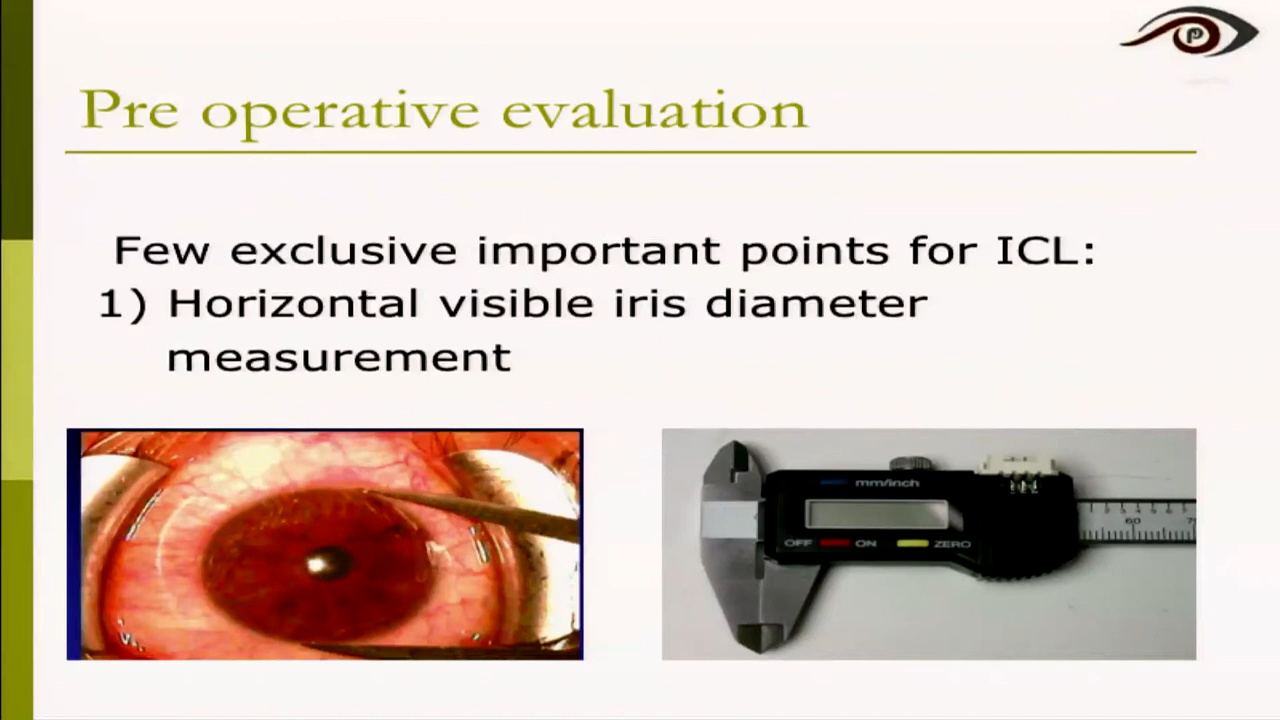 Pre operative evaluation
Few exclusive important points for ICL:
1) Horizontal visible iris diameter
measurement
mm/inch
OFF ON ZERO
60